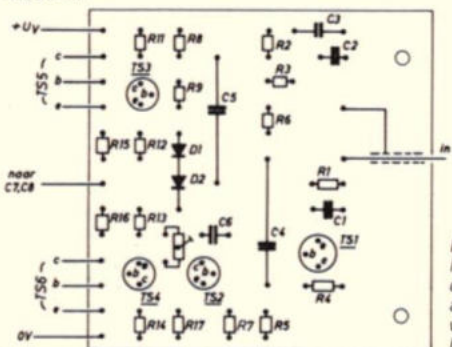 +UV
R11 R8 R2 C3
C2
c TS3
TS5 b R9 R3
e C5
R6
R15 R12 D1 in
naar
C7,C8 D2 R1
R16 R13 C6 C1
C4 TS1
c b
TS6 b b c b
e TS4 TS2 R4
R14 R17 R7 R5
0V